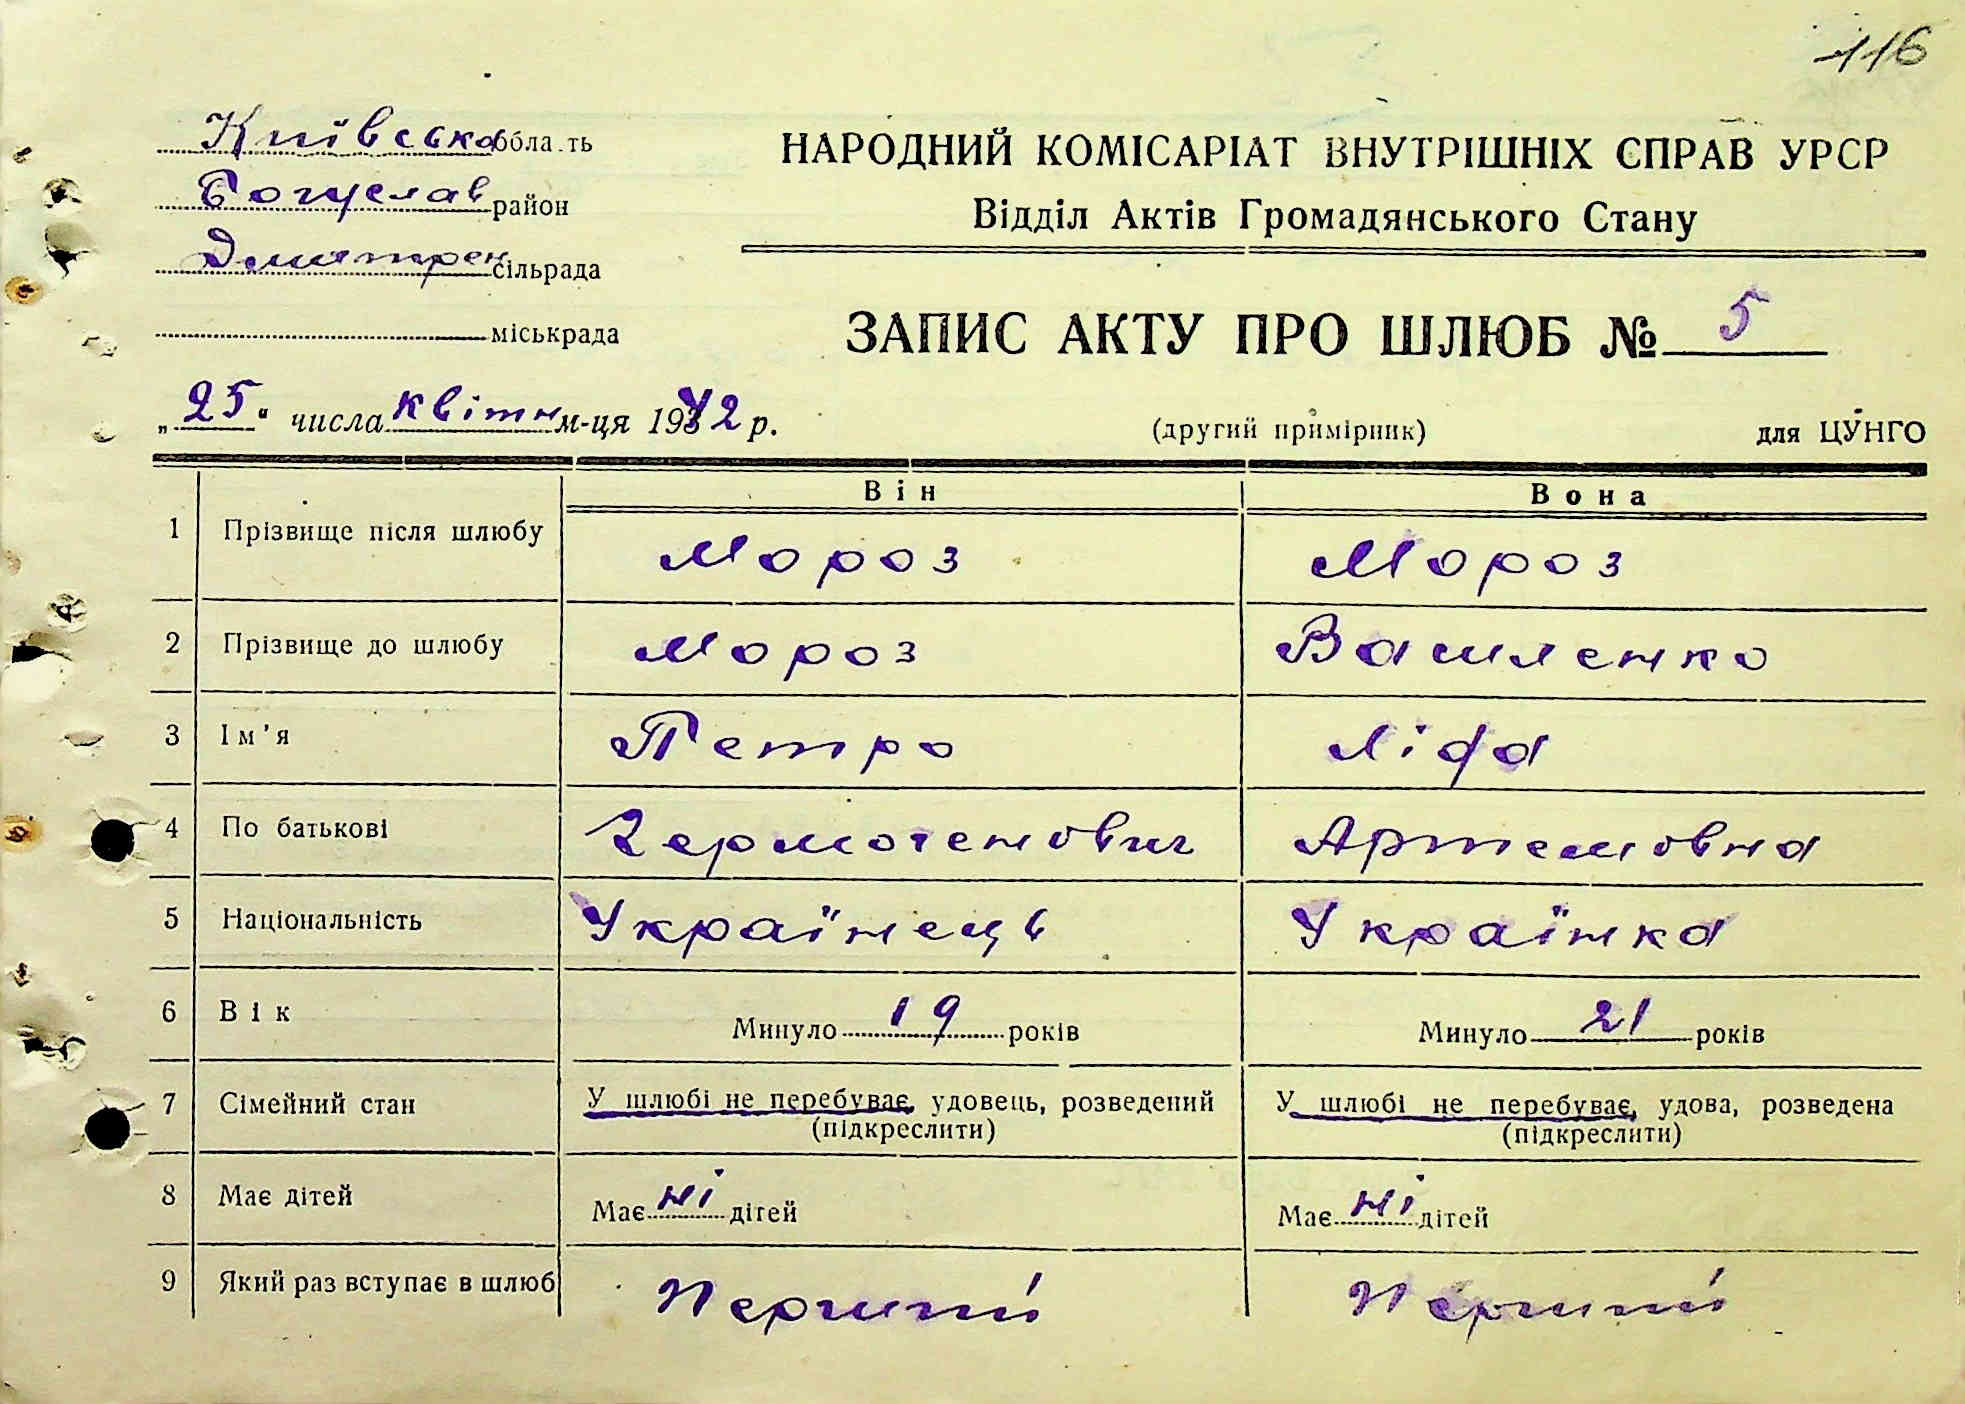 116
Київська область
Богуслав район
Дмитрен сільрада
міськрада
НАРОДНИЙ КОМІСАРІАТ ВНУТРІШНІХ СПРАВ УРСР
Відділ Актів Громадянського Стану
ЗАПИС АКТУ ПРО ШЛЮБ № 5
„25" числа квітн м-ця 1942 р.
(другий примірник)
для ЦУНГО
Він Вона
1 Прізвище після шлюбу Мороз Мороз
2 Прізвище до шлюбу Мороз Василенко
3 Ім'я Петро Ліда
4 По батькові Гермогенович Артемовна
5 Національність Українець Українка
6 Вік Минуло 19 років Минуло 21 років
7 Сімейний стан У шлюбі не перебуває, удовець, розведений У шлюбі не перебуває, удова, розведена
(підкреслити) (підкреслити)
8 Має дітей Має ні дітей Має ні дітей
9 Який раз вступає в шлюб Перший Перший